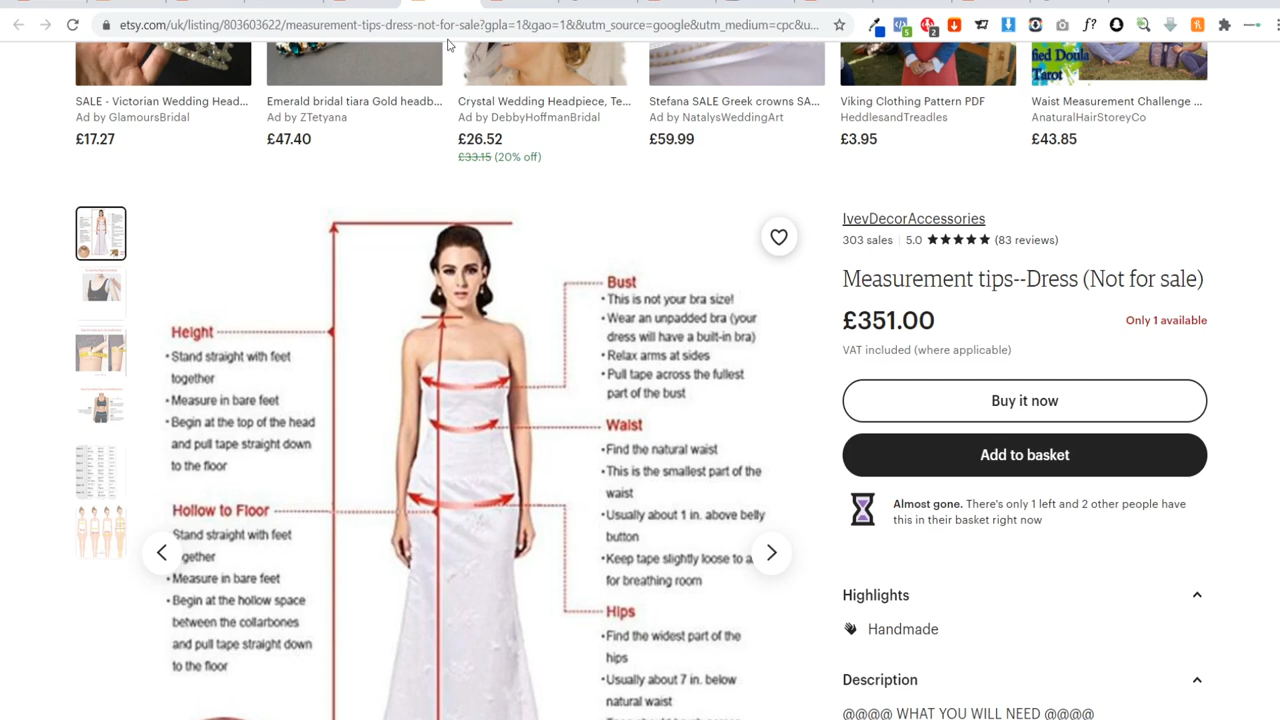 etsy.com/uk/listing/803603622/measurement-tips-dress-not-for-sale?gpla=1&gao=1&&utm_source=google&utm_medium=cpc&u...
5
2
f?
fied Doula
Tarot
SALE - Victorian Wedding Head...
Ad by GlamoursBridal
£17.27
Emerald bridal tiara Gold headb...
Ad by ZTetyana
£47.40
Crystal Wedding Headpiece, Te...
Ad by DebbyHoffmanBridal
£26.52
£33.15 (20% off)
Stefana SALE Greek crowns SA...
Ad by NatalysWeddingArt
£59.99
Viking Clothing Pattern PDF
HeddlesandTreadles
£3.95
Waist Measurement Challenge ...
AnaturalHairStoreyCo
£43.85
Height
•Stand straight with feet
together
•Measure in bare feet
•Begin at the top of the head
and pull tape straight down
to the floor
Hollow to Floor
Stand straight with feet
gether
•Measure in bare feet
•Begin at the hollow space
between the collarbones
and pull tape straight down
to the floor
Bust
•This is not your bra size!
•Wear an unpadded bra (your
dress will have a built-in bra)
•Relax arms at sides
•Pull tape across the fullest
part of the bust
Waist
•Find the natural waist
•This is the smallest part of the
waist
•Usually about 1 in. above belly
button
•Keep tape slightly loose to a
for breathing room
Hips
•Find the widest part of the
hips
•Usually about 7 in. below
natural waist
IvevDecorAccessories
303 sales | 5.0 ★★★★★ (83 reviews)
Measurement tips--Dress (Not for sale)
£351.00
Only 1 available
VAT included (where applicable)
Buy it now
Add to basket
Almost gone. There's only 1 left and 2 other people have
this in their basket right now
Highlights
Handmade
Description
@@@@ WHAT YOU WILL NEED @@@@